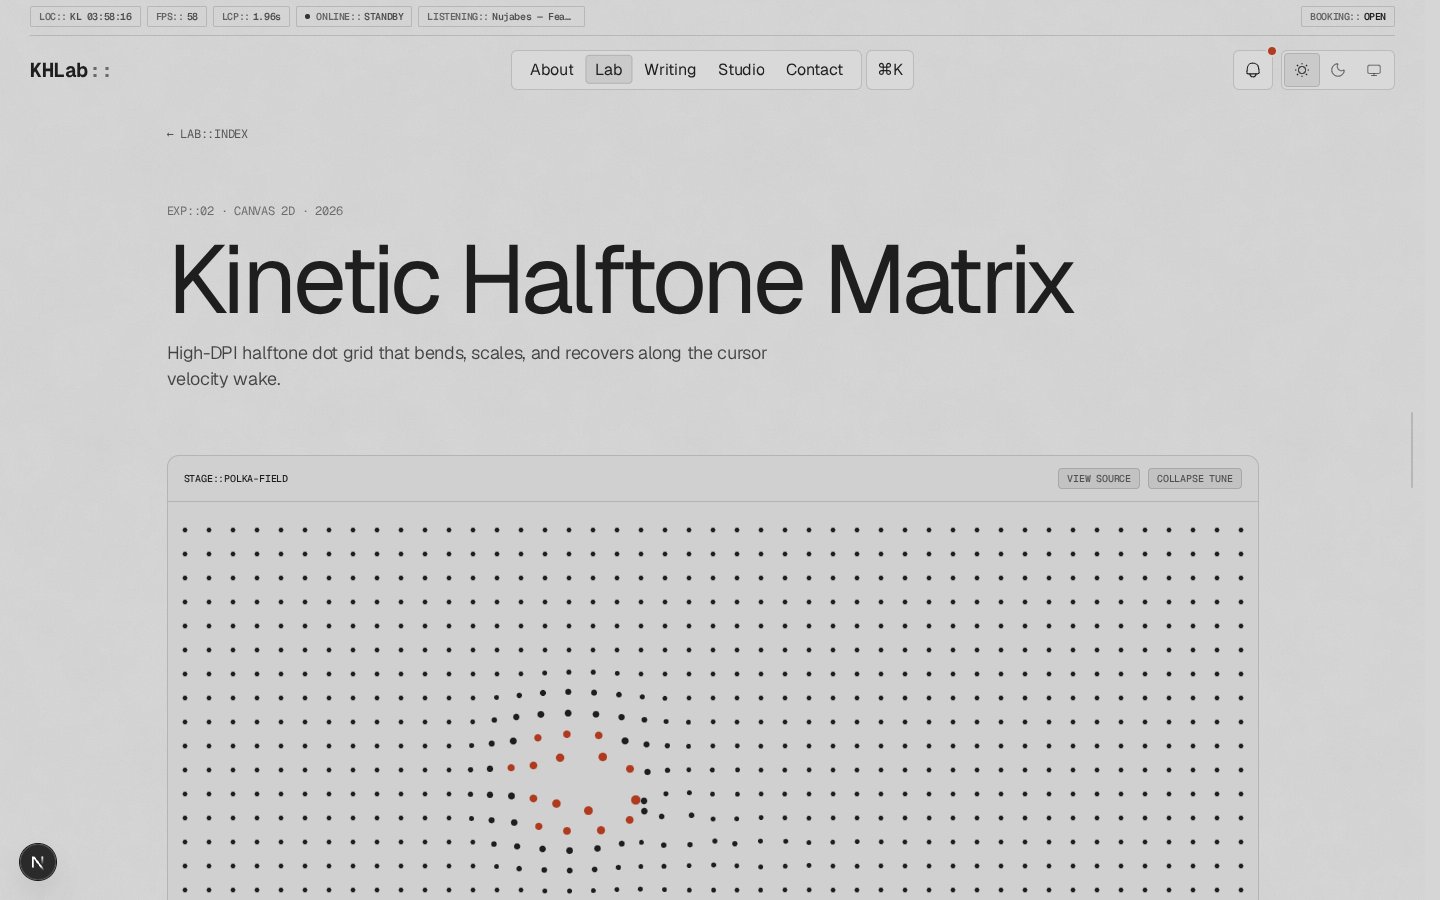 LOC:: KL 03:58:16
FPS:: 58
LCP:: 1.96s
ONLINE:: STANDBY
LISTENING:: Nujabes — Fea…
BOOKING:: OPEN
KHLab::
About
Lab
Writing
Studio
Contact
⌘K
← LAB::INDEX
EXP::02 · CANVAS 2D · 2026
Kinetic Halftone Matrix
High-DPI halftone dot grid that bends, scales, and recovers along the cursor
velocity wake.
STAGE::POLKA-FIELD
VIEW SOURCE
COLLAPSE TUNE
N